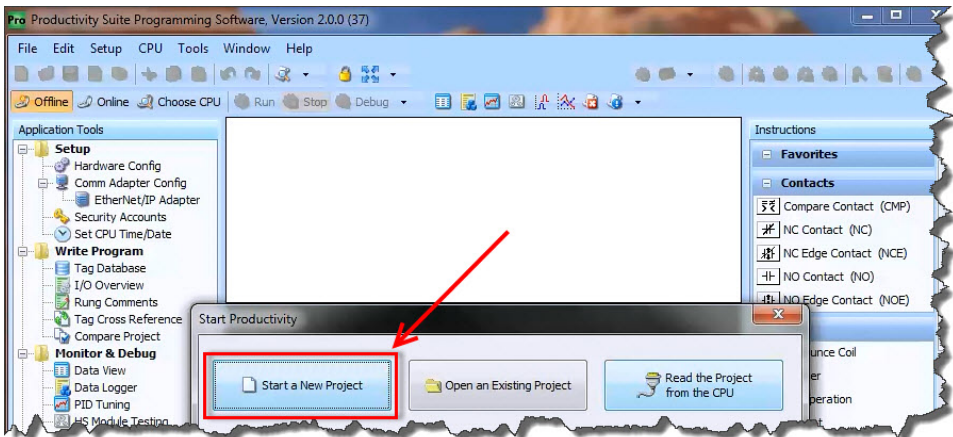 Pro Productivity Suite Programming Software, Version 2.0.0 (37)
File Edit Setup CPU Tools Window Help
Offline Online Choose CPU Run Stop Debug
Application Tools
Setup
Hardware Config
Comm Adapter Config
EtherNet/IP Adapter
Security Accounts
Set CPU Time/Date
Write Program
Tag Database
I/O Overview
Rung Comments
Tag Cross Reference
Compare Project
Monitor & Debug
Data View
Data Logger
PID Tuning
HS Module Testing
Instructions
Favorites
Contacts
Compare Contact (CMP)
NC Contact (NC)
NC Edge Contact (NCE)
NO Contact (NO)
NO Edge Contact (NOE)
unce Coil
er
peration
Start Productivity
Start a New Project
Open an Existing Project
Read the Project
from the CPU